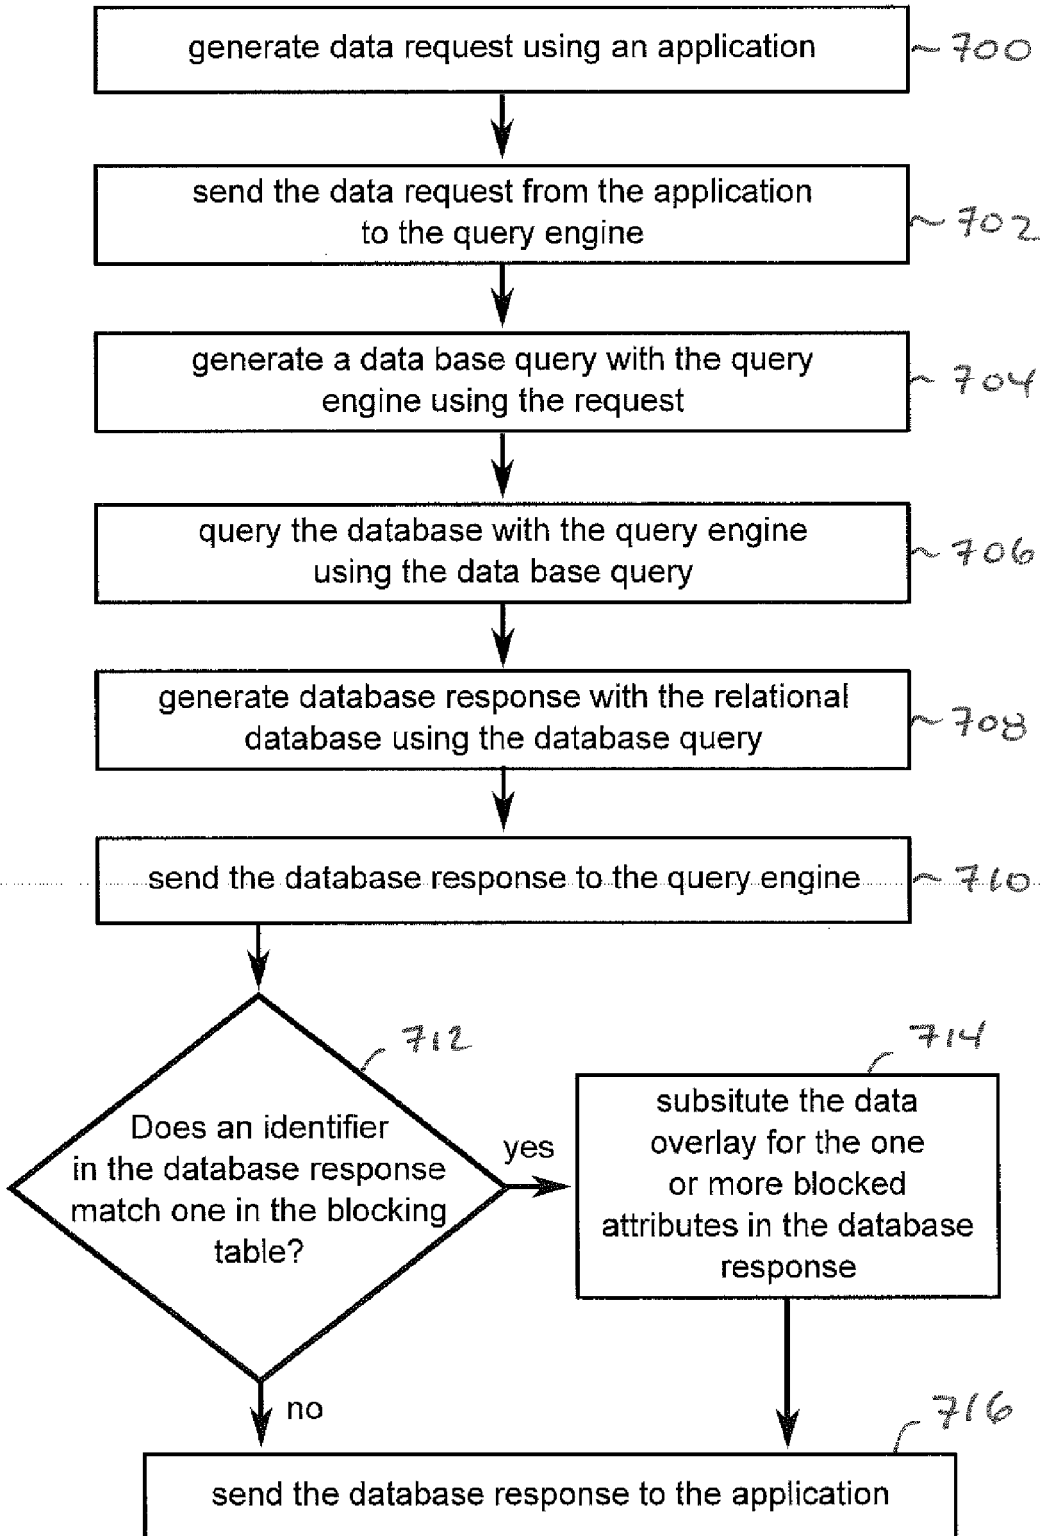 generate data request using an application
~700
send the data request from the application
to the query engine
~702
generate a data base query with the query
engine using the request
~704
query the database with the query engine
using the data base query
~706
generate database response with the relational
database using the database query
~708
send the database response to the query engine
~710
712
Does an identifier
in the database response
match one in the blocking
table?
yes
no
714
subsitute the data
overlay for the one
or more blocked
attributes in the database
response
716
send the database response to the application